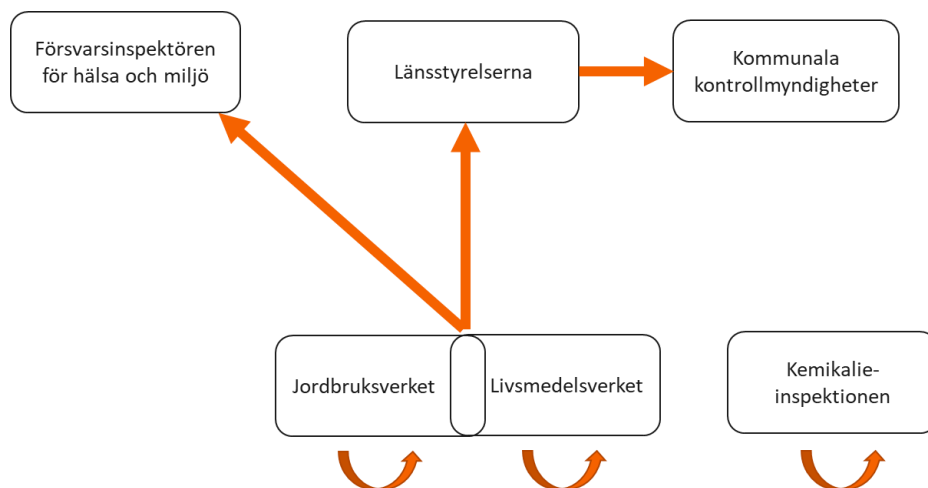 Försvarsinspektören
för hälsa och miljö
Länsstyrelserna
Kommunala
kontrollmyndigheter
Jordbruksverket
Livsmedelsverket
Kemikalie-
inspektionen